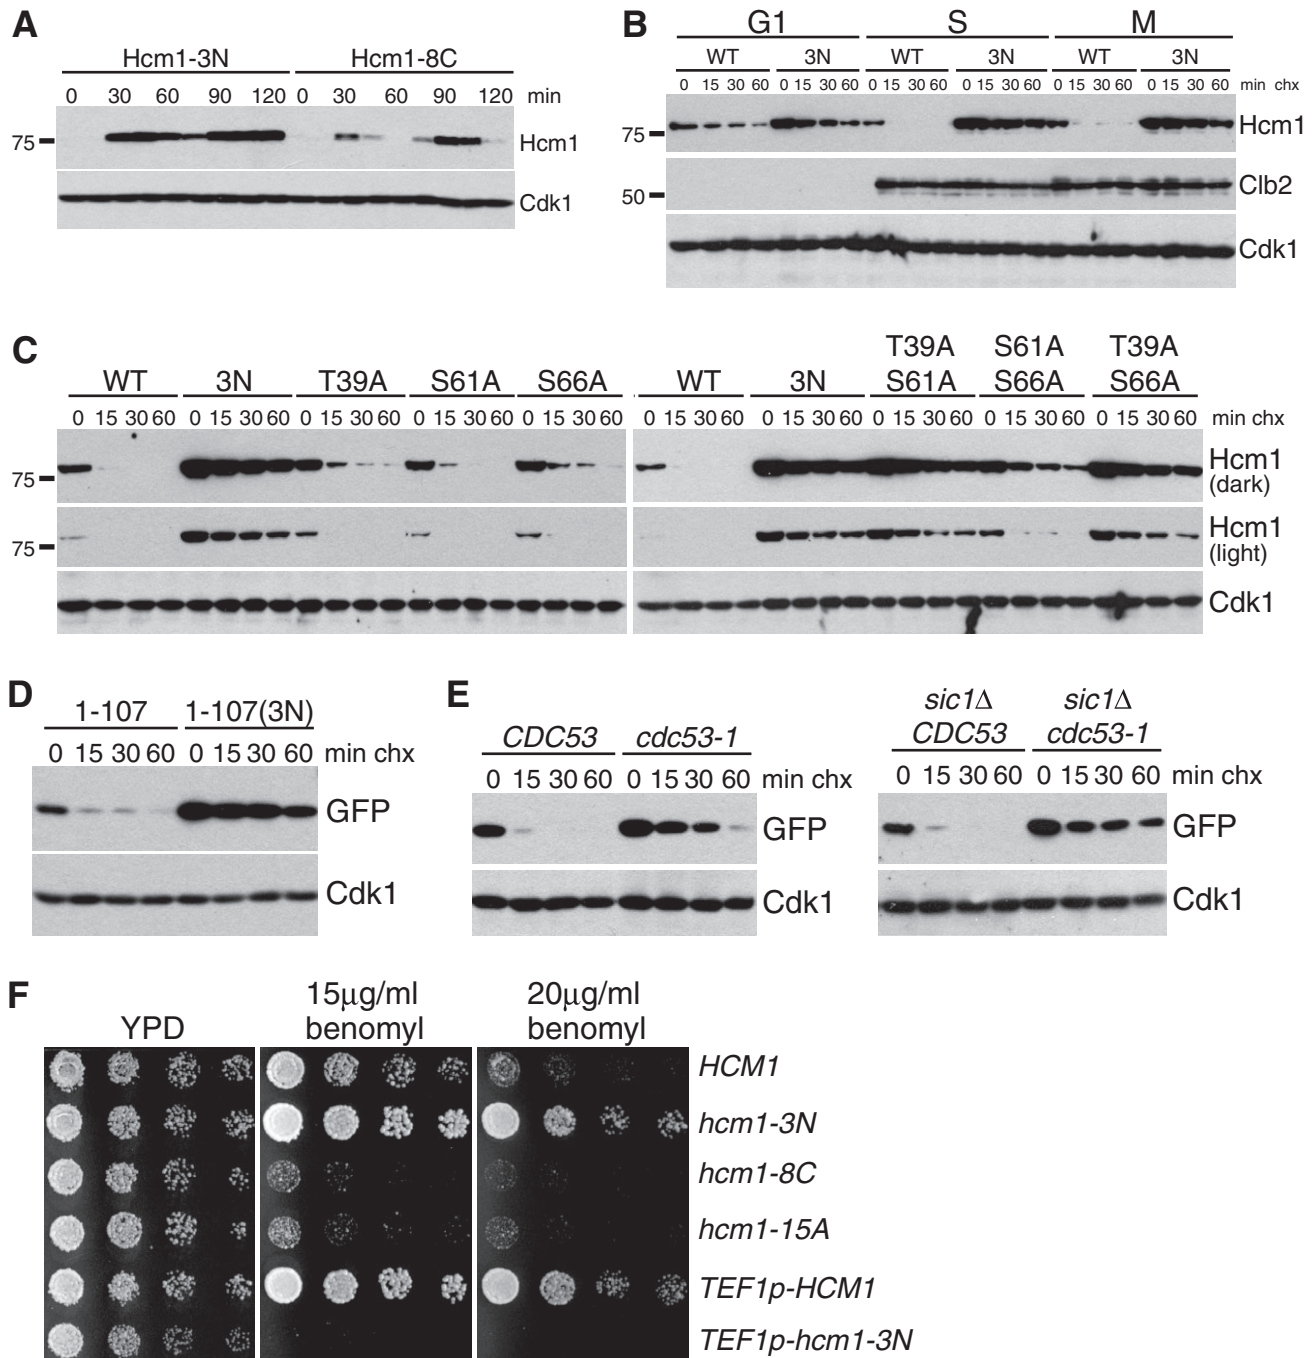 A
Hcm1-3N Hcm1-8C
0 30 60 90 120 0 30 60 90 120 min
75 Hcm1
Cdk1
B
G1 S M
WT 3N WT 3N WT 3N
0 15 30 60 0 15 30 60 0 15 30 60 0 15 30 60 0 15 30 60 0 15 30 60 min chx
75 Hcm1
50 Clb2
Cdk1
C
T39A S61A T39A
WT 3N T39A S61A S66A WT 3N S61A S66A S66A
0 15 30 60 0 15 30 60 0 15 30 60 0 15 30 60 0 15 30 60 0 15 30 60 0 15 30 60 0 15 30 60 0 15 30 60 0 15 30 60 min chx
75 Hcm1
(dark)
75 Hcm1
(light)
Cdk1
D
1-107 1-107(3N)
0 15 30 60 0 15 30 60 min chx
GFP
Cdk1
E
CDC53 cdc53-1
0 15 30 60 0 15 30 60 min chx
GFP
Cdk1
sic1Δ sic1Δ
CDC53 cdc53-1
0 15 30 60 0 15 30 60 min chx
GFP
Cdk1
F
15μg/ml 20μg/ml
YPD benomyl benomyl
HCM1
hcm1-3N
hcm1-8C
hcm1-15A
TEF1p-HCM1
TEF1p-hcm1-3N